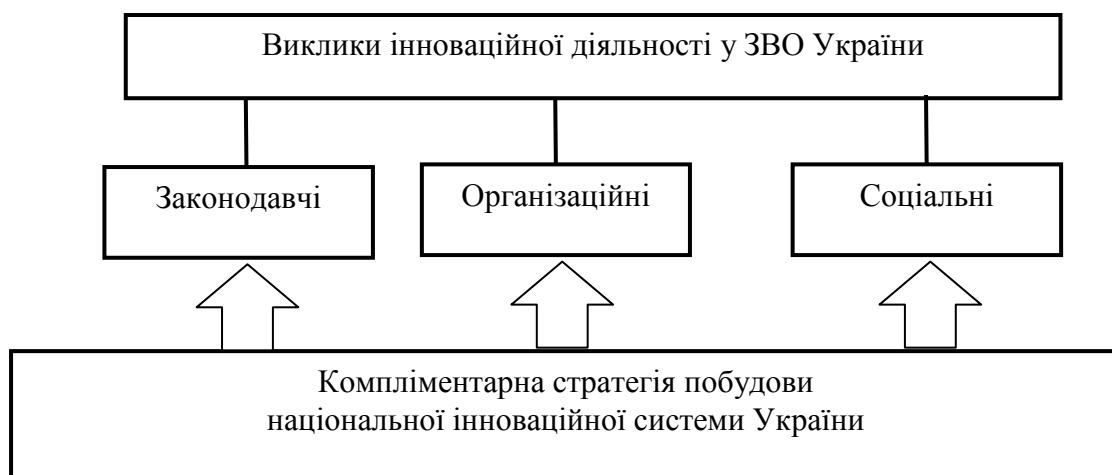 Виклики інноваційної діяльності у ЗВО України
Законодавчі
Організаційні
Соціальні
Компліментарна стратегія побудови
національної інноваційної системи України